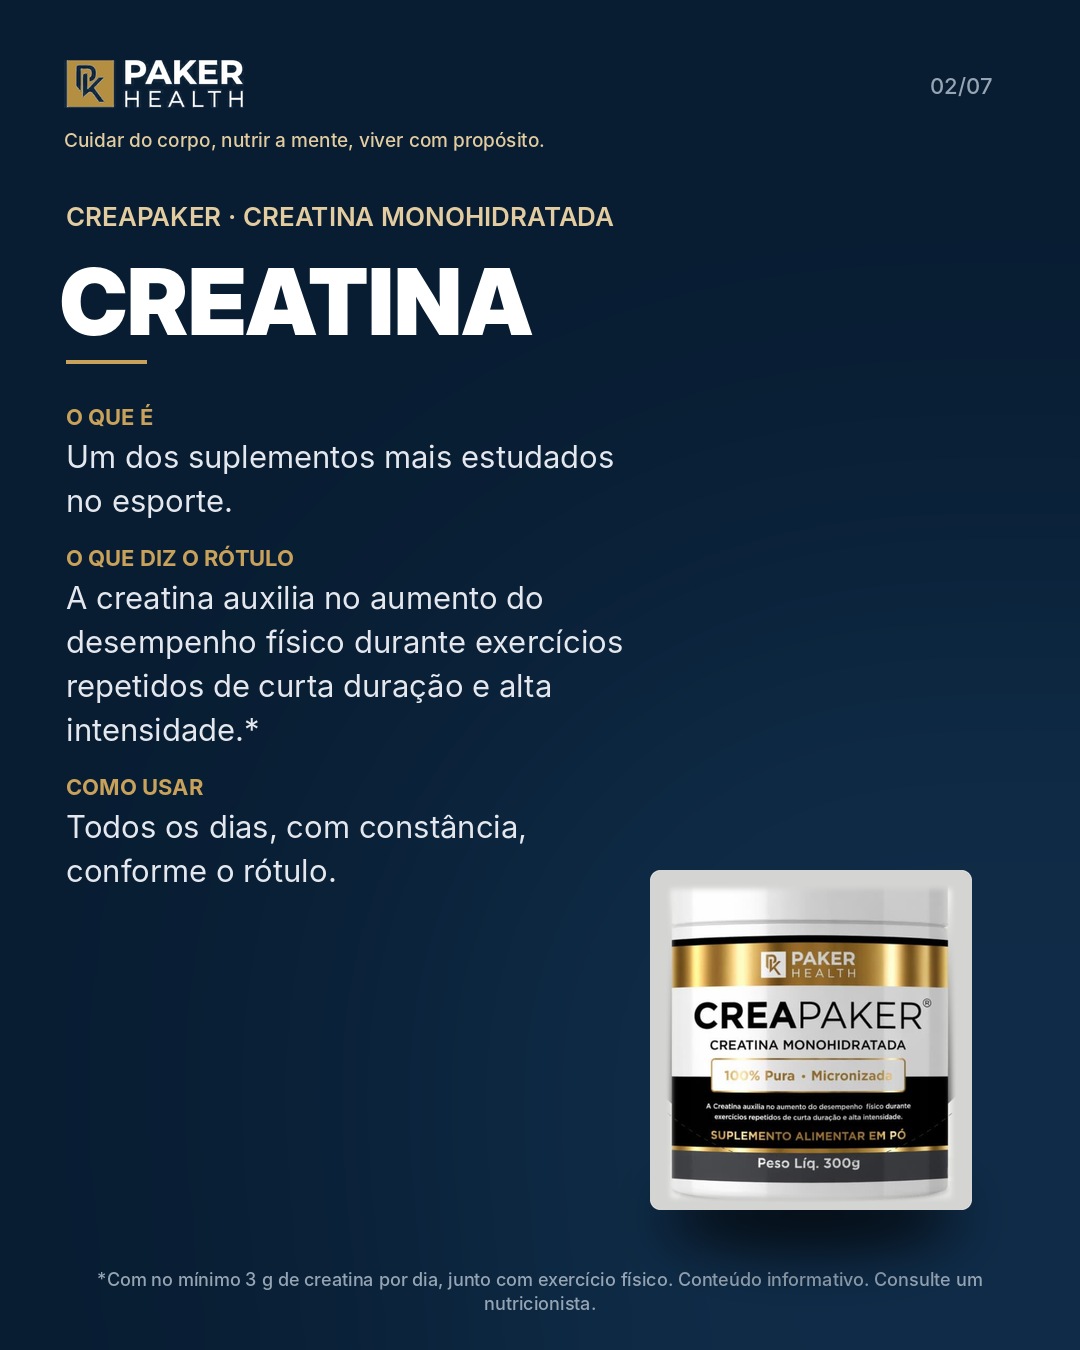 PAKER
HEALTH
02/07
Cuidar do corpo, nutrir a mente, viver com propósito.
CREAPAKER · CREATINA MONOHIDRATADA
CREATINA
O QUE É
Um dos suplementos mais estudados
no esporte.
O QUE DIZ O RÓTULO
A creatina auxilia no aumento do
desempenho físico durante exercícios
repetidos de curta duração e alta
intensidade.*
COMO USAR
Todos os dias, com constância,
conforme o rótulo.
PAKER
HEALTH
CREAPAKER®
CREATINA MONOHIDRATADA
100% Pura • Micronizada
A Creatina auxilia no aumento do desempenho físico durante
exercícios repetidos de curta duração e alta intensidade.
SUPLEMENTO ALIMENTAR EM PÓ
Peso Líq. 300g
*Com no mínimo 3 g de creatina por dia, junto com exercício físico. Conteúdo informativo. Consulte um
nutricionista.